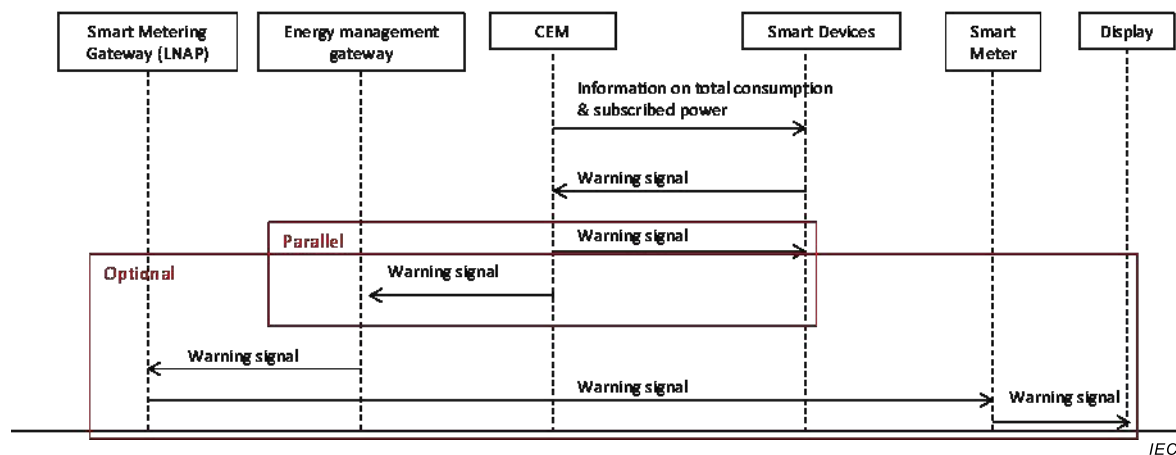 Smart Metering
Gateway (LNAP)
Energy management
gateway
CEM
Smart Devices
Smart
Meter
Display
Information on total consumption
& subscribed power
Warning signal
Warning signal
Parallel
Optional
Warning signal
Warning signal
Warning signal
Warning signal
IEC